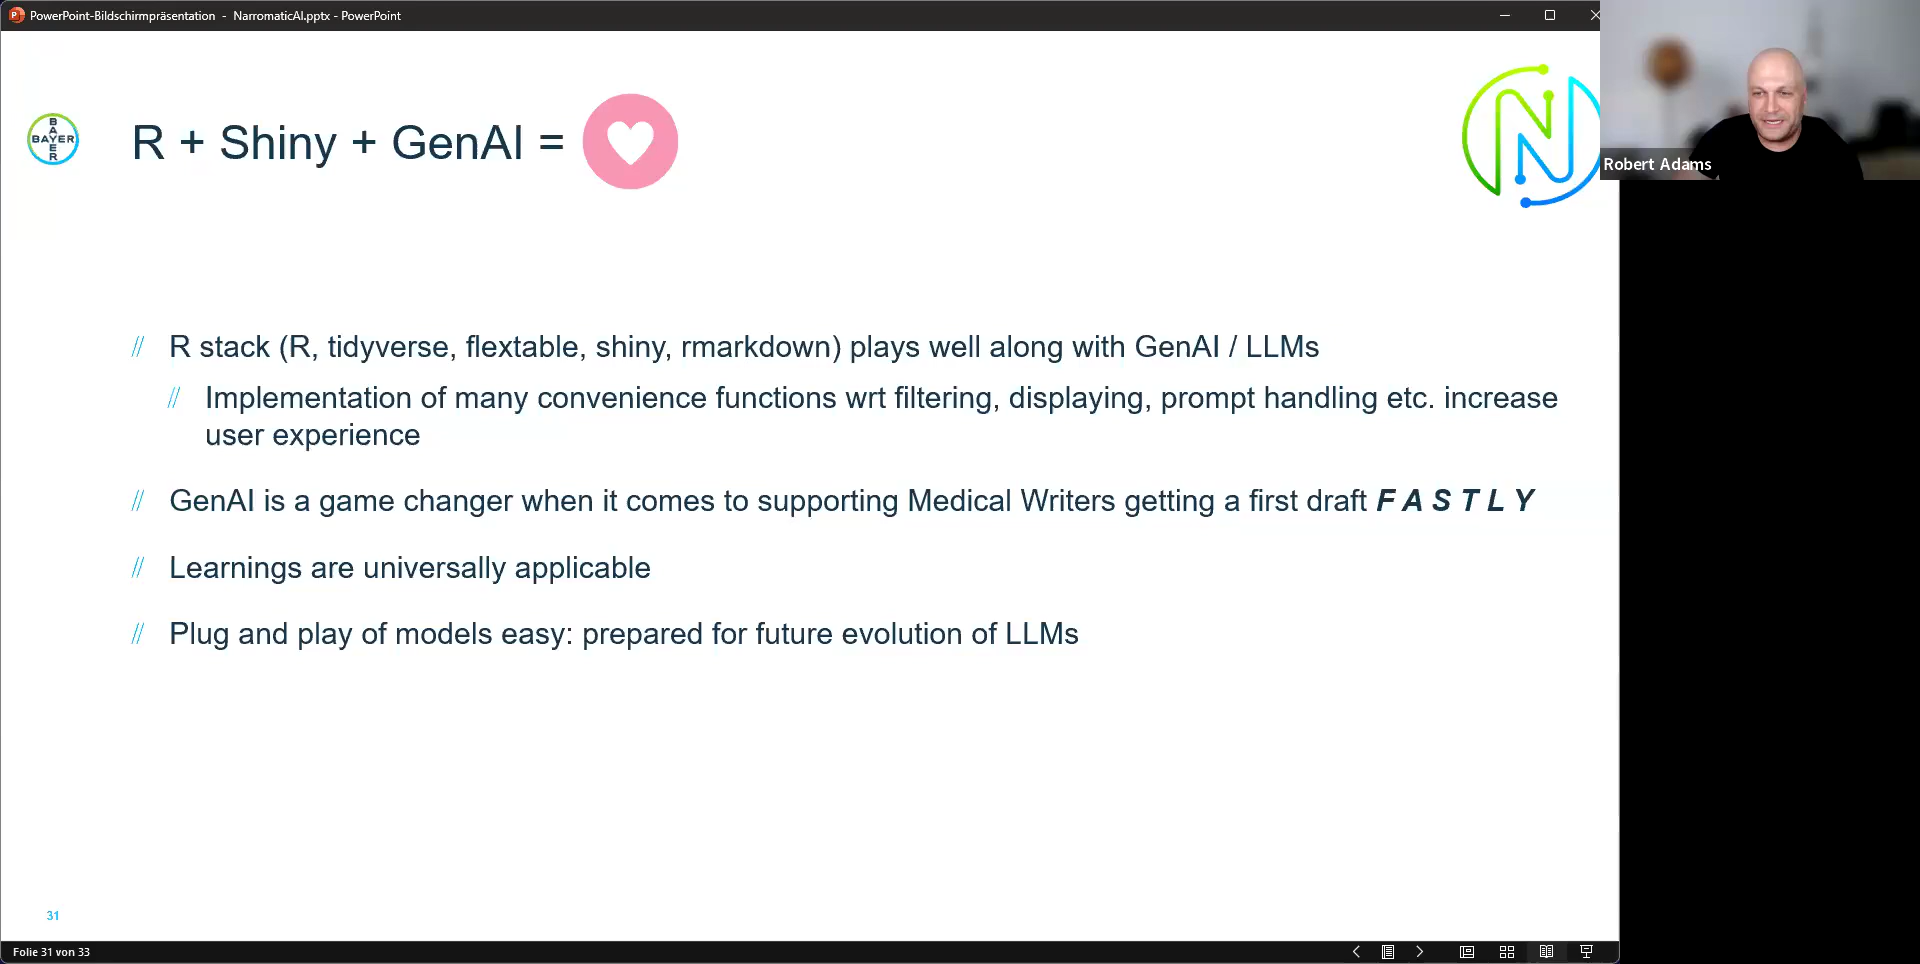 PowerPoint-Bildschirmpräsentation - NarromaticAI.pptx - PowerPoint
BAYER
BAYER
R + Shiny + GenAI =
N
Robert Adams
// R stack (R, tidyverse, flextable, shiny, rmarkdown) plays well along with GenAI / LLMs
// Implementation of many convenience functions wrt filtering, displaying, prompt handling etc. increase
user experience
// GenAI is a game changer when it comes to supporting Medical Writers getting a first draft F A S T L Y
// Learnings are universally applicable
// Plug and play of models easy: prepared for future evolution of LLMs
31
Folie 31 von 33